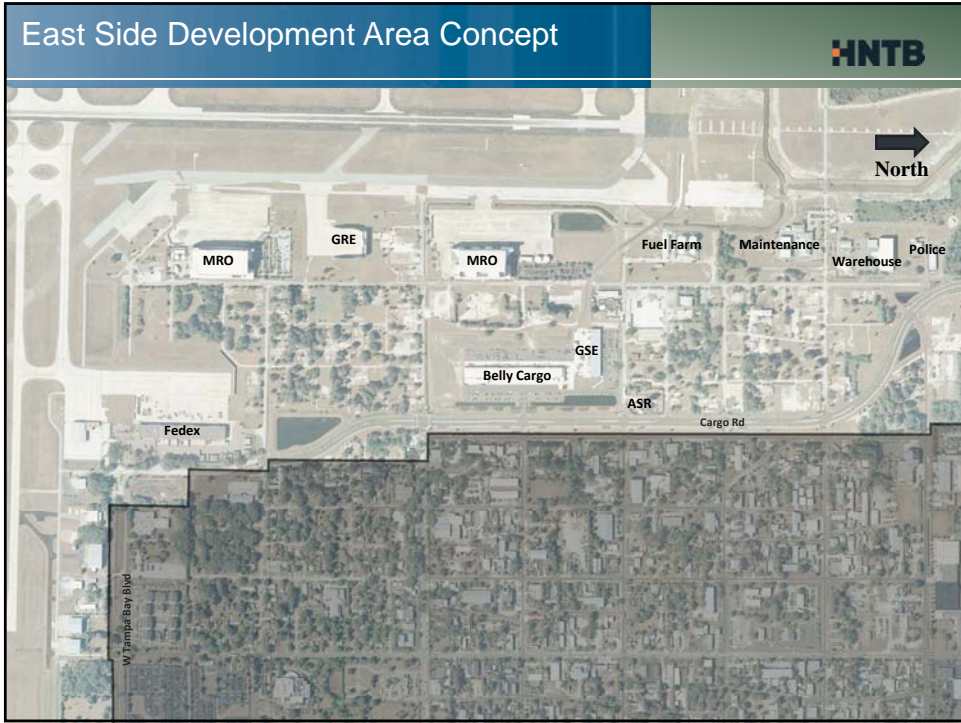 East Side Development Area Concept
HNTB
North
MRO
GRE
MRO
Fuel Farm
Maintenance
Warehouse
Police
GSE
Belly Cargo
ASR
Cargo Rd
Fedex
W Tampa Bay Blvd